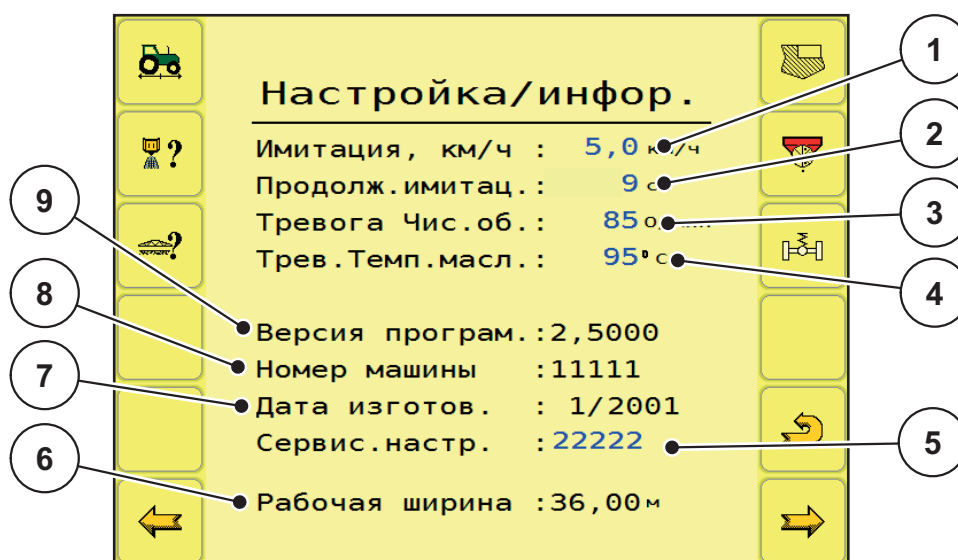 Настройка/инфор.
Имитация, км/ч : 5,0 км/ч
Продолж.имитац.: 9 с
Тревога Чис.об.: 85
Трев.Темп.масл.: 95°с
Версия програм.:2,5000
Номер машины :11111
Дата изготов. : 1/2001
Сервис.настр. :22222
Рабочая ширина :36,00м
?
?
1
2
3
4
5
6
7
8
9